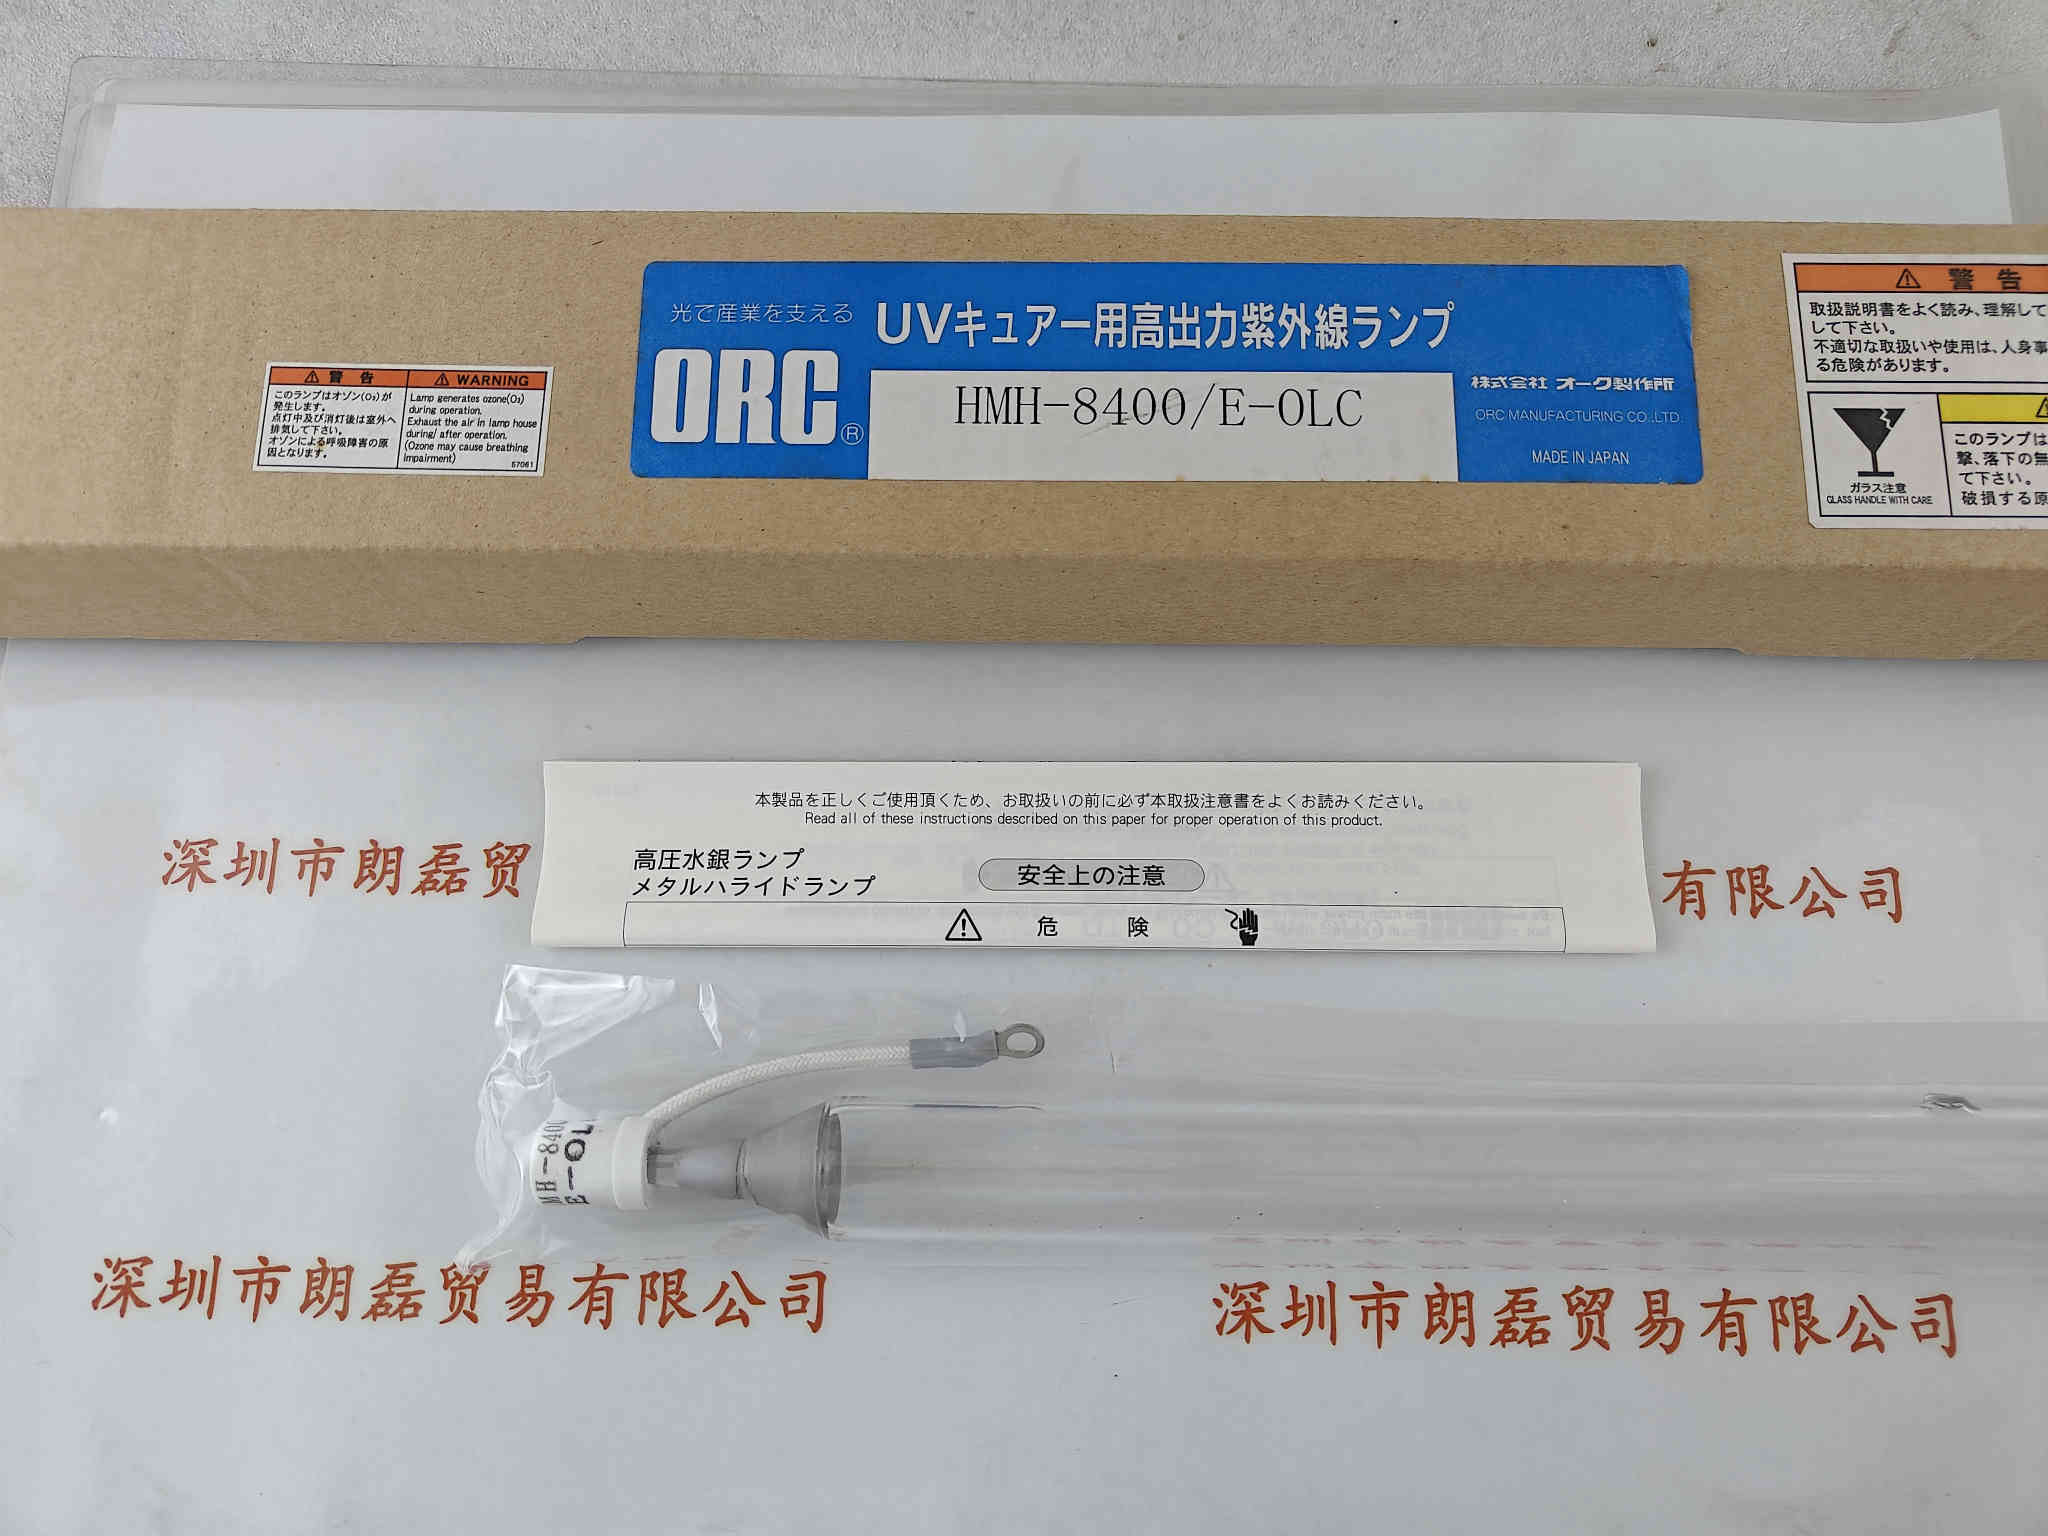 光で産業を支える
ORC®
UVキュアー用高出力紫外線ランプ
HMH-8400/E-OLC
株式会社 オーク製作所
ORC MANUFACTURING CO.,LTD.
MADE IN JAPAN
⚠ 警 告
このランプはオゾン(O₃)が
発生します。
点灯中及び消灯後は室外へ
排気して下さい。
オゾンによる呼吸障害の原
因となります。
⚠ WARNING
Lamp generates ozone(O₃)
during operation.
Exhaust the air in lamp house
during/ after operation.
(Ozone may cause breathing
impairment)
57061
⚠ 警 告
取扱説明書をよく読み、理解して
して下さい。
不適切な取扱いや使用は、人身事
る危険があります。
ガラス注意
GLASS HANDLE WITH CARE
このランプは
撃、落下の無
て下さい。
破損する原
本製品を正しくご使用頂くため、お取扱いの前に必ず本取扱注意書をよくお読みください。
Read all of these instructions described on this paper for proper operation of this product.
高圧水銀ランプ
メタルハライドランプ
安全上の注意
⚠ 危 険
深圳市朗磊贸
有限公司
MH-8400
E-OL
深圳市朗磊贸易有限公司
深圳市朗磊贸易有限公司